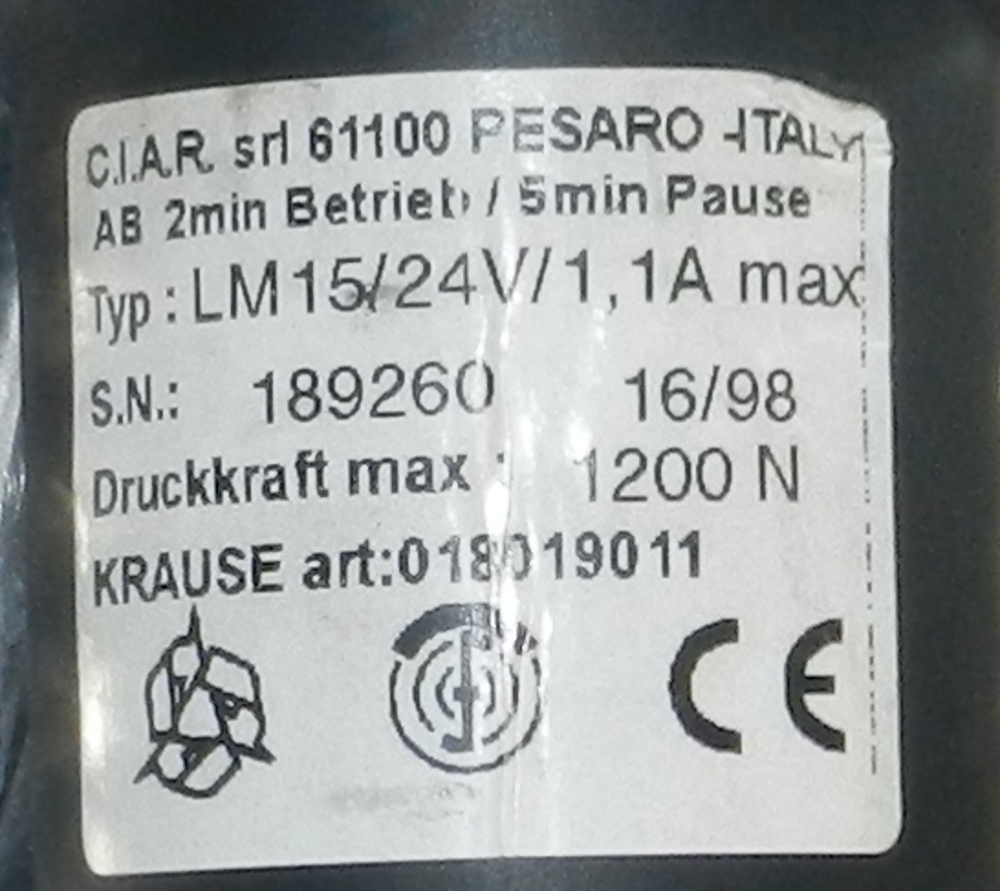 C.I.A.R. srl 61100 PESARO -ITALY
AB 2min Betrieb / 5min Pause
Typ : LM15/24V/1,1A max
S.N.: 189260 16/98
Druckkraft max : 1200 N
KRAUSE art:018019011
CE